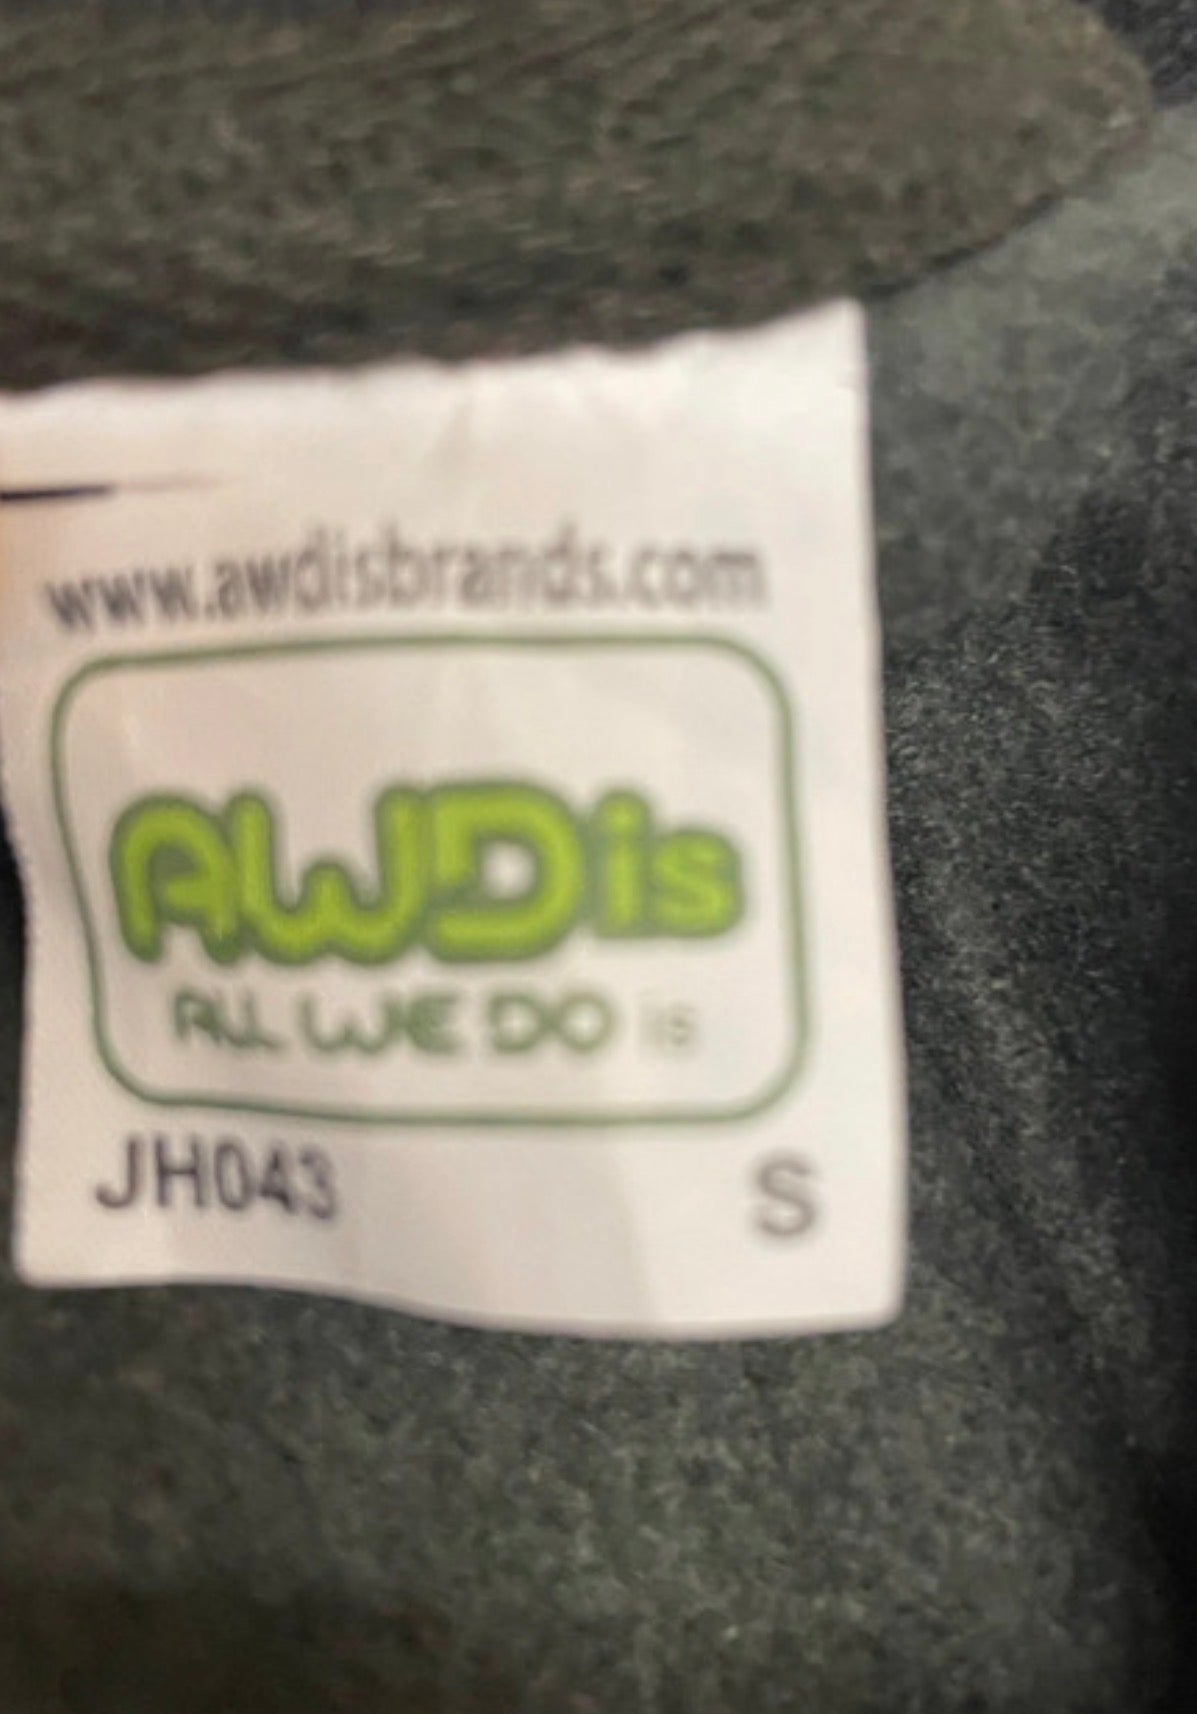 www.awdisbrands.com
AWDis
ALL WE DO is
JH043 S